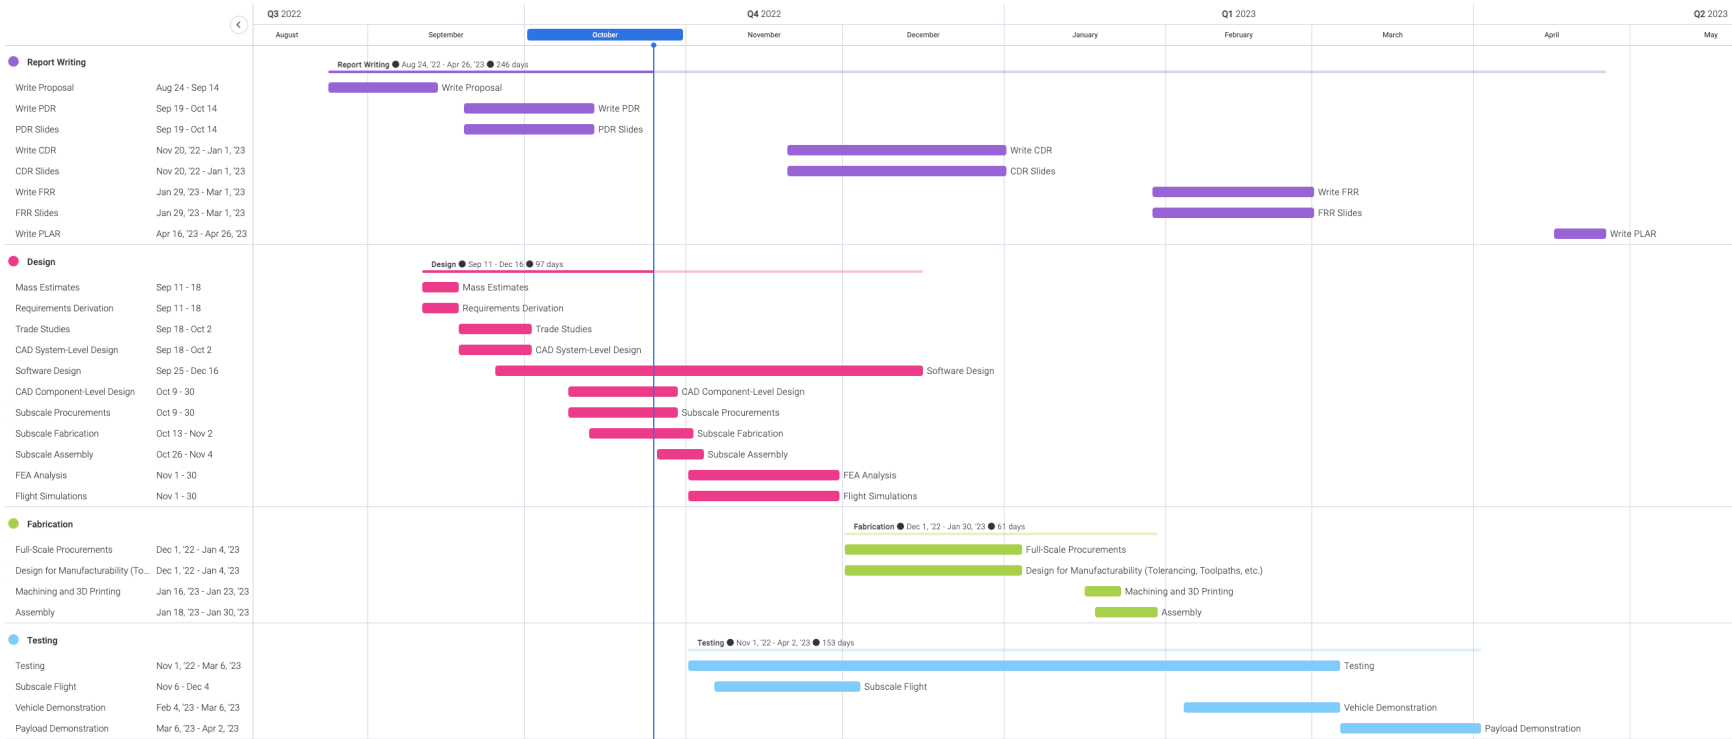 Q3 2022 Q4 2022 Q1 2023 Q2 2023
August September October November December January February March April May
Report Writing
Report Writing ● Aug 24, '22 - Apr 26, '23 ● 246 days
Write Proposal Aug 24 - Sep 14 Write Proposal
Write PDR Sep 19 - Oct 14 Write PDR
PDR Slides Sep 19 - Oct 14 PDR Slides
Write CDR Nov 20, '22 - Jan 1, '23 Write CDR
CDR Slides Nov 20, '22 - Jan 1, '23 CDR Slides
Write FRR Jan 29, '23 - Mar 1, '23 Write FRR
FRR Slides Jan 29, '23 - Mar 1, '23 FRR Slides
Write PLAR Apr 16, '23 - Apr 26, '23 Write PLAR
Design
Design ● Sep 11 - Dec 16 ● 97 days
Mass Estimates Sep 11 - 18 Mass Estimates
Requirements Derivation Sep 11 - 18 Requirements Derivation
Trade Studies Sep 18 - Oct 2 Trade Studies
CAD System-Level Design Sep 18 - Oct 2 CAD System-Level Design
Software Design Sep 25 - Dec 16 Software Design
CAD Component-Level Design Oct 9 - 30 CAD Component-Level Design
Subscale Procurements Oct 9 - 30 Subscale Procurements
Subscale Fabrication Oct 13 - Nov 2 Subscale Fabrication
Subscale Assembly Oct 26 - Nov 4 Subscale Assembly
FEA Analysis Nov 1 - 30 FEA Analysis
Flight Simulations Nov 1 - 30 Flight Simulations
Fabrication
Fabrication ● Dec 1, '22 - Jan 30, '23 ● 61 days
Full-Scale Procurements Dec 1, '22 - Jan 4, '23 Full-Scale Procurements
Design for Manufacturability (To... Dec 1, '22 - Jan 4, '23 Design for Manufacturability (Tolerancing, Toolpaths, etc.)
Machining and 3D Printing Jan 16, '23 - Jan 23, '23 Machining and 3D Printing
Assembly Jan 18, '23 - Jan 30, '23 Assembly
Testing
Testing ● Nov 1, '22 - Apr 2, '23 ● 153 days
Testing Nov 1, '22 - Mar 6, '23 Testing
Subscale Flight Nov 6 - Dec 4 Subscale Flight
Vehicle Demonstration Feb 4, '23 - Mar 6, '23 Vehicle Demonstration
Payload Demonstration Mar 6, '23 - Apr 2, '23 Payload Demonstration